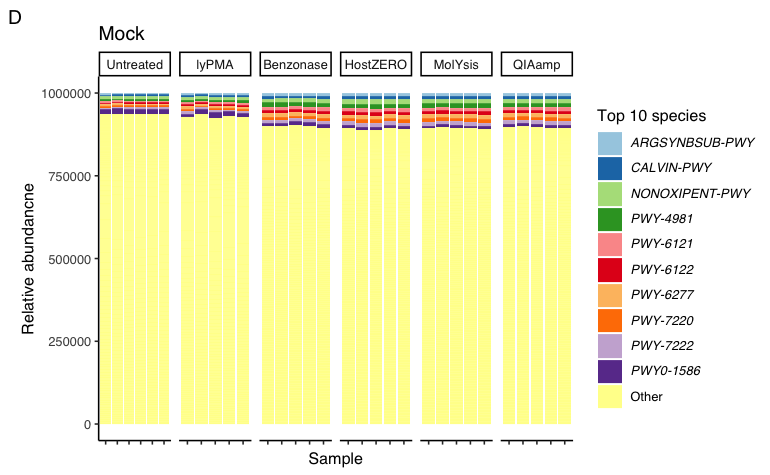 D
Mock
Untreated
lyPMA
Benzonase
HostZERO
MolYsis
QIAamp
1000000
750000
500000
250000
0
Relative abundancne
Sample
Top 10 species
ARGSYNBSUB-PWY
CALVIN-PWY
NONOXIPENT-PWY
PWY-4981
PWY-6121
PWY-6122
PWY-6277
PWY-7220
PWY-7222
PWY0-1586
Other